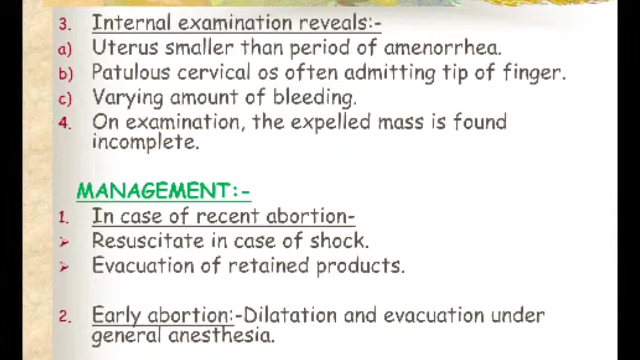 3. Internal examination reveals:-
a) Uterus smaller than period of amenorrhea.
b) Patulous cervical os often admitting tip of finger.
c) Varying amount of bleeding.
4. On examination, the expelled mass is found
incomplete.
MANAGEMENT:-
1. In case of recent abortion-
➢ Resuscitate in case of shock.
➢ Evacuation of retained products.
2. Early abortion:-Dilatation and evacuation under
general anesthesia.